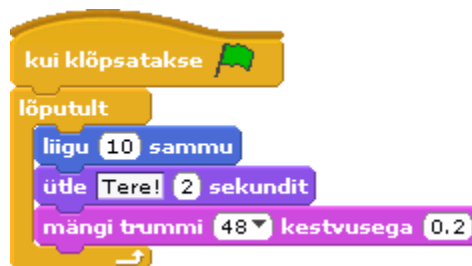 kui klõpsatakse
lõputult
liigu 10 sammu
ütle Tere! 2 sekundit
mängi trummi 48 kestvusega 0.2